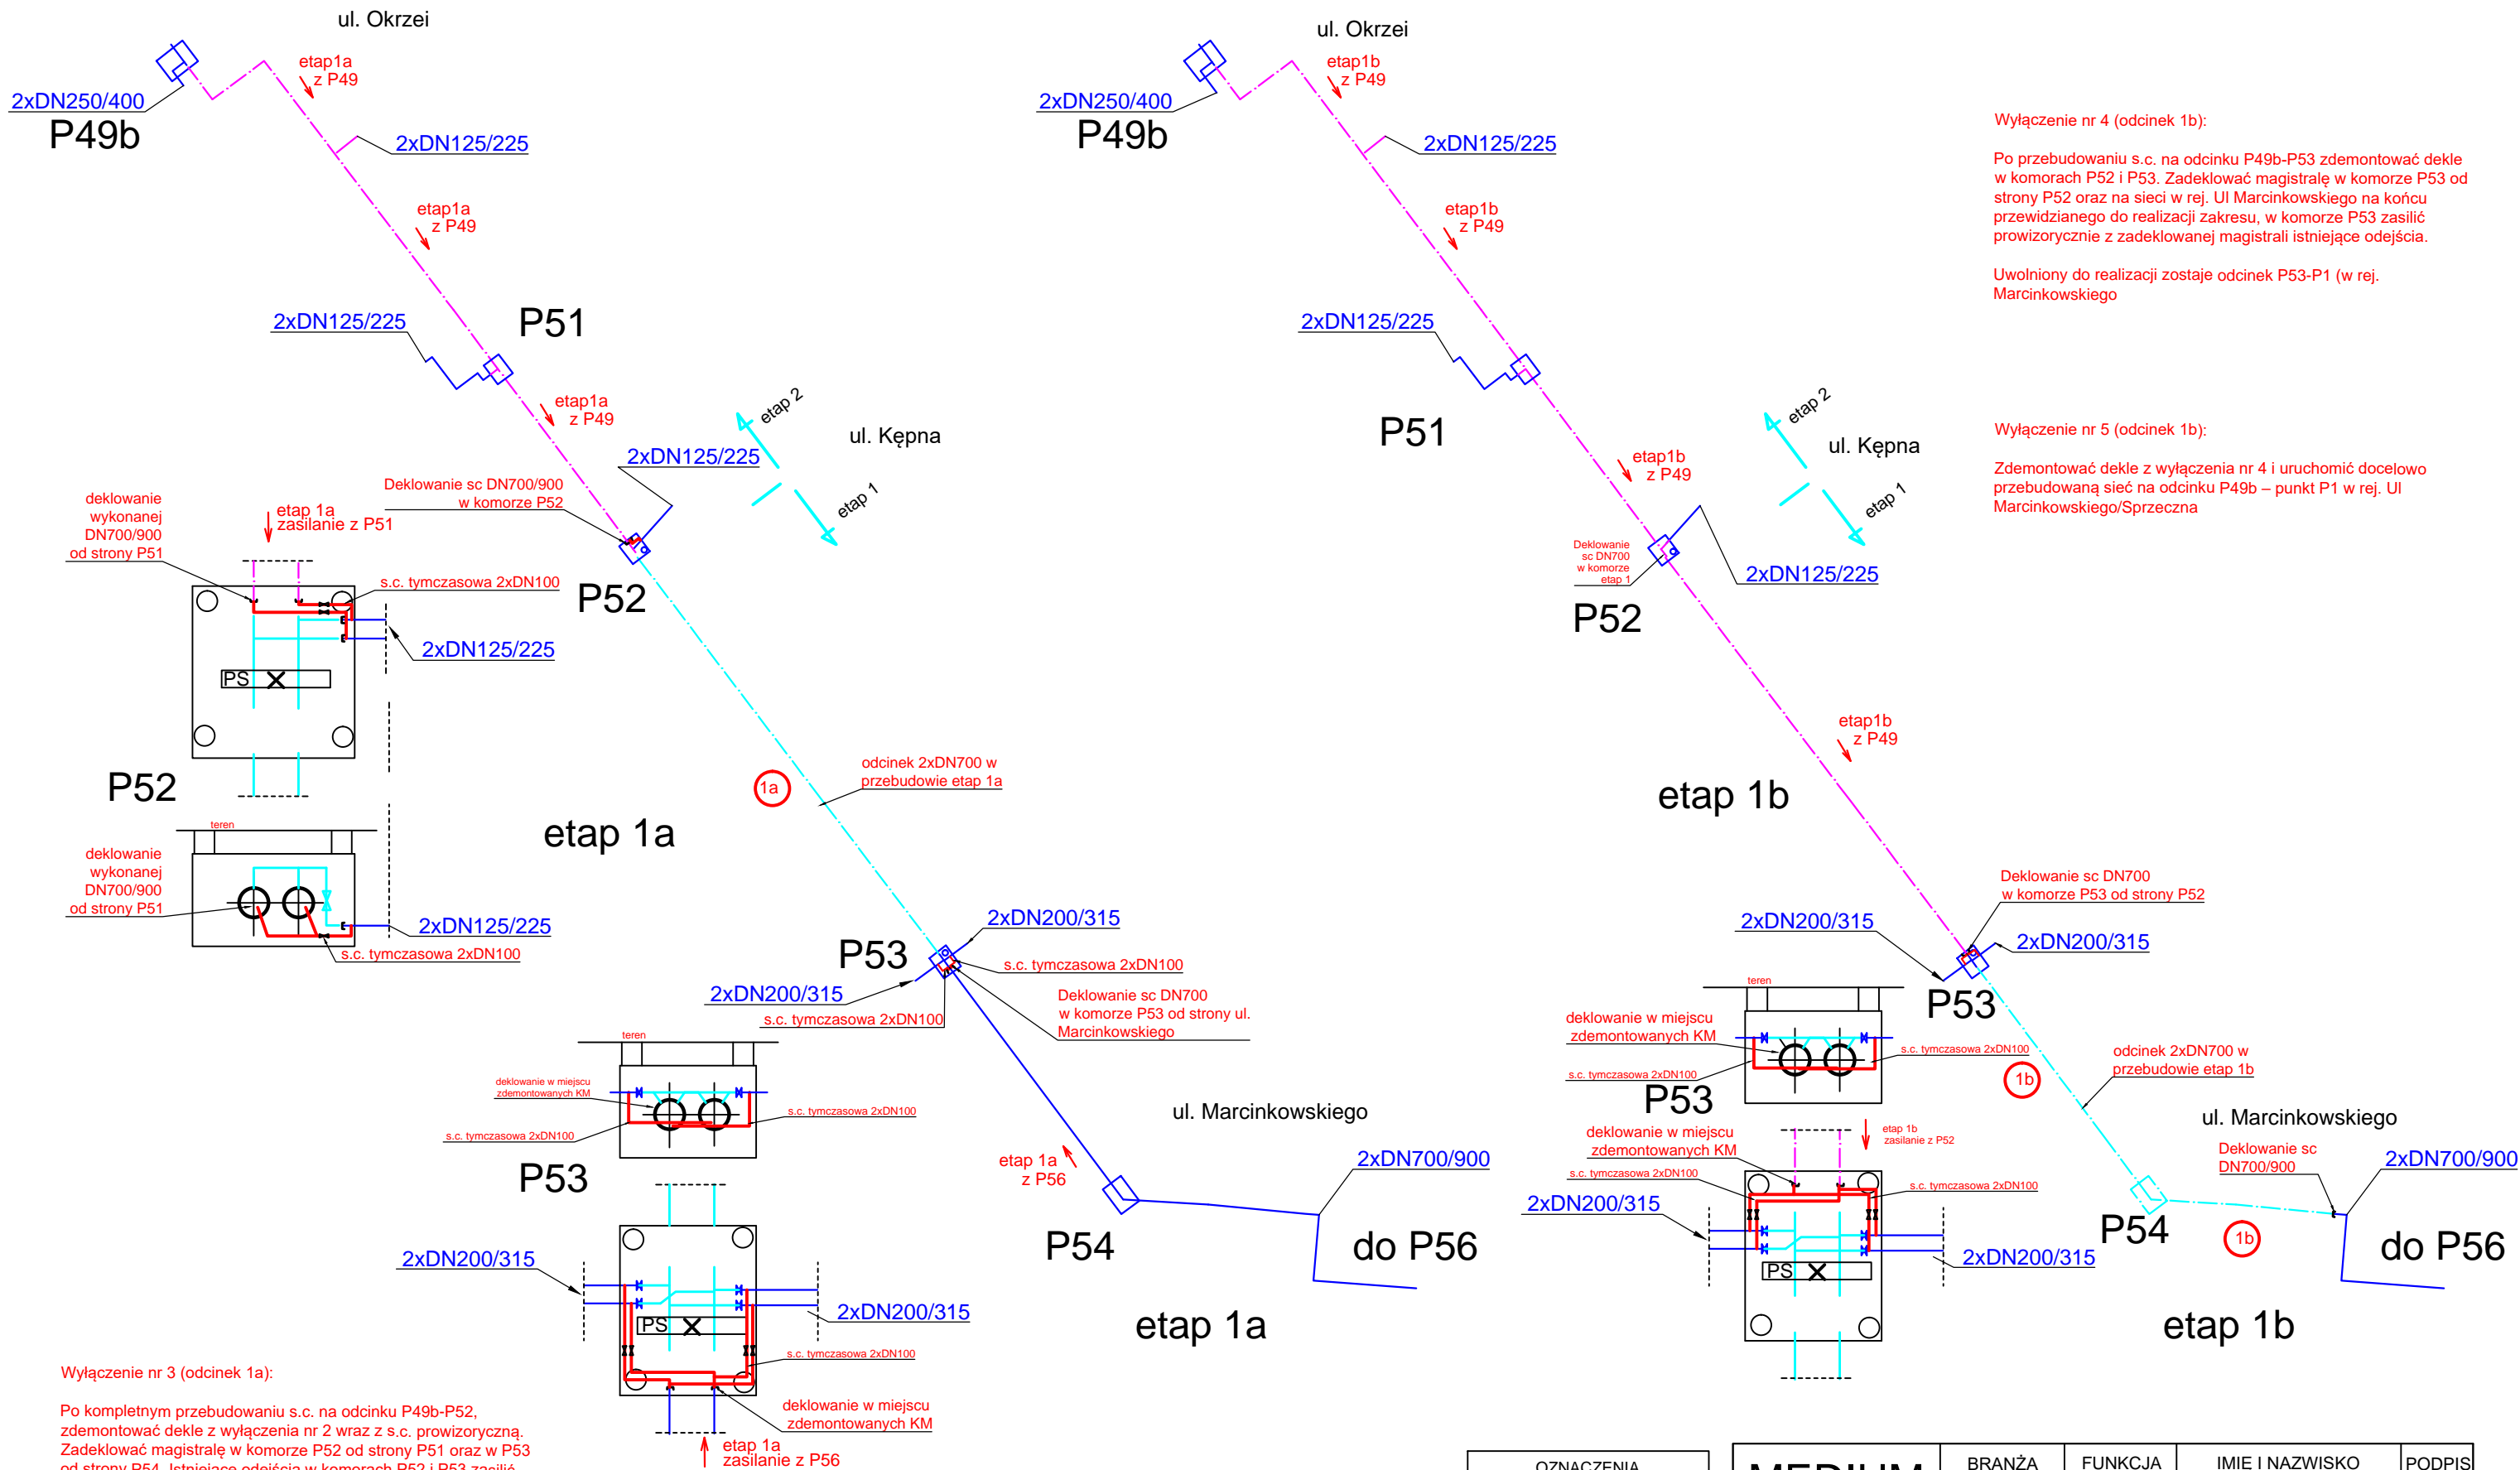 ul. Okrzei
etap1a
z P49
2xDN250/400
P49b
2xDN125/225
etap1a
z P49
P51
2xDN125/225
etap1a
z P49
etap 2
ul. Kępna
etap 1
2xDN125/225
Deklowanie sc DN700/900
w komorze P52
deklowanie
wykonanej
DN700/900
od strony P51
etap 1a
zasilanie z P51
s.c. tymczasowa 2xDN100
P52
2xDN125/225
PS
P52
teren
deklowanie
wykonanej
DN700/900
od strony P51
2xDN125/225
s.c. tymczasowa 2xDN100
1a
odcinek 2xDN700 w
przebudowie etap 1a
etap 1a
P53
2xDN200/315
s.c. tymczasowa 2xDN100
2xDN200/315
s.c. tymczasowa 2xDN100
Deklowanie sc DN700
w komorze P53 od strony ul.
Marcinkowskiego
teren
deklowanie w miejscu
zdemontowanych KM
s.c. tymczasowa 2xDN100
s.c. tymczasowa 2xDN100
P53
ul. Marcinkowskiego
etap 1a
z P56
2xDN700/900
P54
do P56
etap 1a
2xDN200/315
2xDN200/315
PS
s.c. tymczasowa 2xDN100
deklowanie w miejscu
zdemontowanych KM
etap 1a
zasilanie z P56
Wyłączenie nr 3 (odcinek 1a):
Po kompletnym przebudowaniu s.c. na odcinku P49b-P52,
zdemontować dekle z wyłączenia nr 2 wraz z s.c. prowizoryczną.
Zadeklować magistralę w komorze P52 od strony P51 oraz w P53
od strony P54. Istniejące odejścia w komorach P52 i P53 zasilić
ul. Okrzei
etap1b
z P49
2xDN250/400
P49b
2xDN125/225
etap1b
z P49
2xDN125/225
P51
etap1b
z P49
etap 2
ul. Kępna
etap 1
Deklowanie
sc DN700
w komorze
etap 1
2xDN125/225
P52
etap1b
z P49
etap 1b
Deklowanie sc DN700
w komorze P53 od strony P52
2xDN200/315
2xDN200/315
P53
teren
deklowanie w miejscu
zdemontowanych KM
s.c. tymczasowa 2xDN100
s.c. tymczasowa 2xDN100
P53
1b
odcinek 2xDN700 w
przebudowie etap 1b
ul. Marcinkowskiego
deklowanie w miejscu
zdemontowanych KM
etap 1b
zasilanie z P52
s.c. tymczasowa 2xDN100
s.c. tymczasowa 2xDN100
2xDN200/315
2xDN200/315
PS
Deklowanie sc
DN700/900
2xDN700/900
P54
1b
do P56
etap 1b
Wyłączenie nr 4 (odcinek 1b):
Po przebudowaniu s.c. na odcinku P49b-P53 zdemontować dekle
w komorach P52 i P53. Zadeklować magistralę w komorze P53 od
strony P52 oraz na sieci w rej. Ul Marcinkowskiego na końcu
przewidzianego do realizacji zakresu, w komorze P53 zasilić
prowizorycznie z zadeklowanej magistrali istniejące odejścia.
Uwolniony do realizacji zostaje odcinek P53-P1 (w rej.
Marcinkowskiego
Wyłączenie nr 5 (odcinek 1b):
Zdemontować dekle z wyłączenia nr 4 i uruchomić docelowo
przebudowaną sieć na odcinku P49b – punkt P1 w rej. Ul
Marcinkowskiego/Sprzeczna
OZNACZENIA
MEDIUM
BRANŻA
FUNKCJA
IMIĘ I NAZWISKO
PODPIS